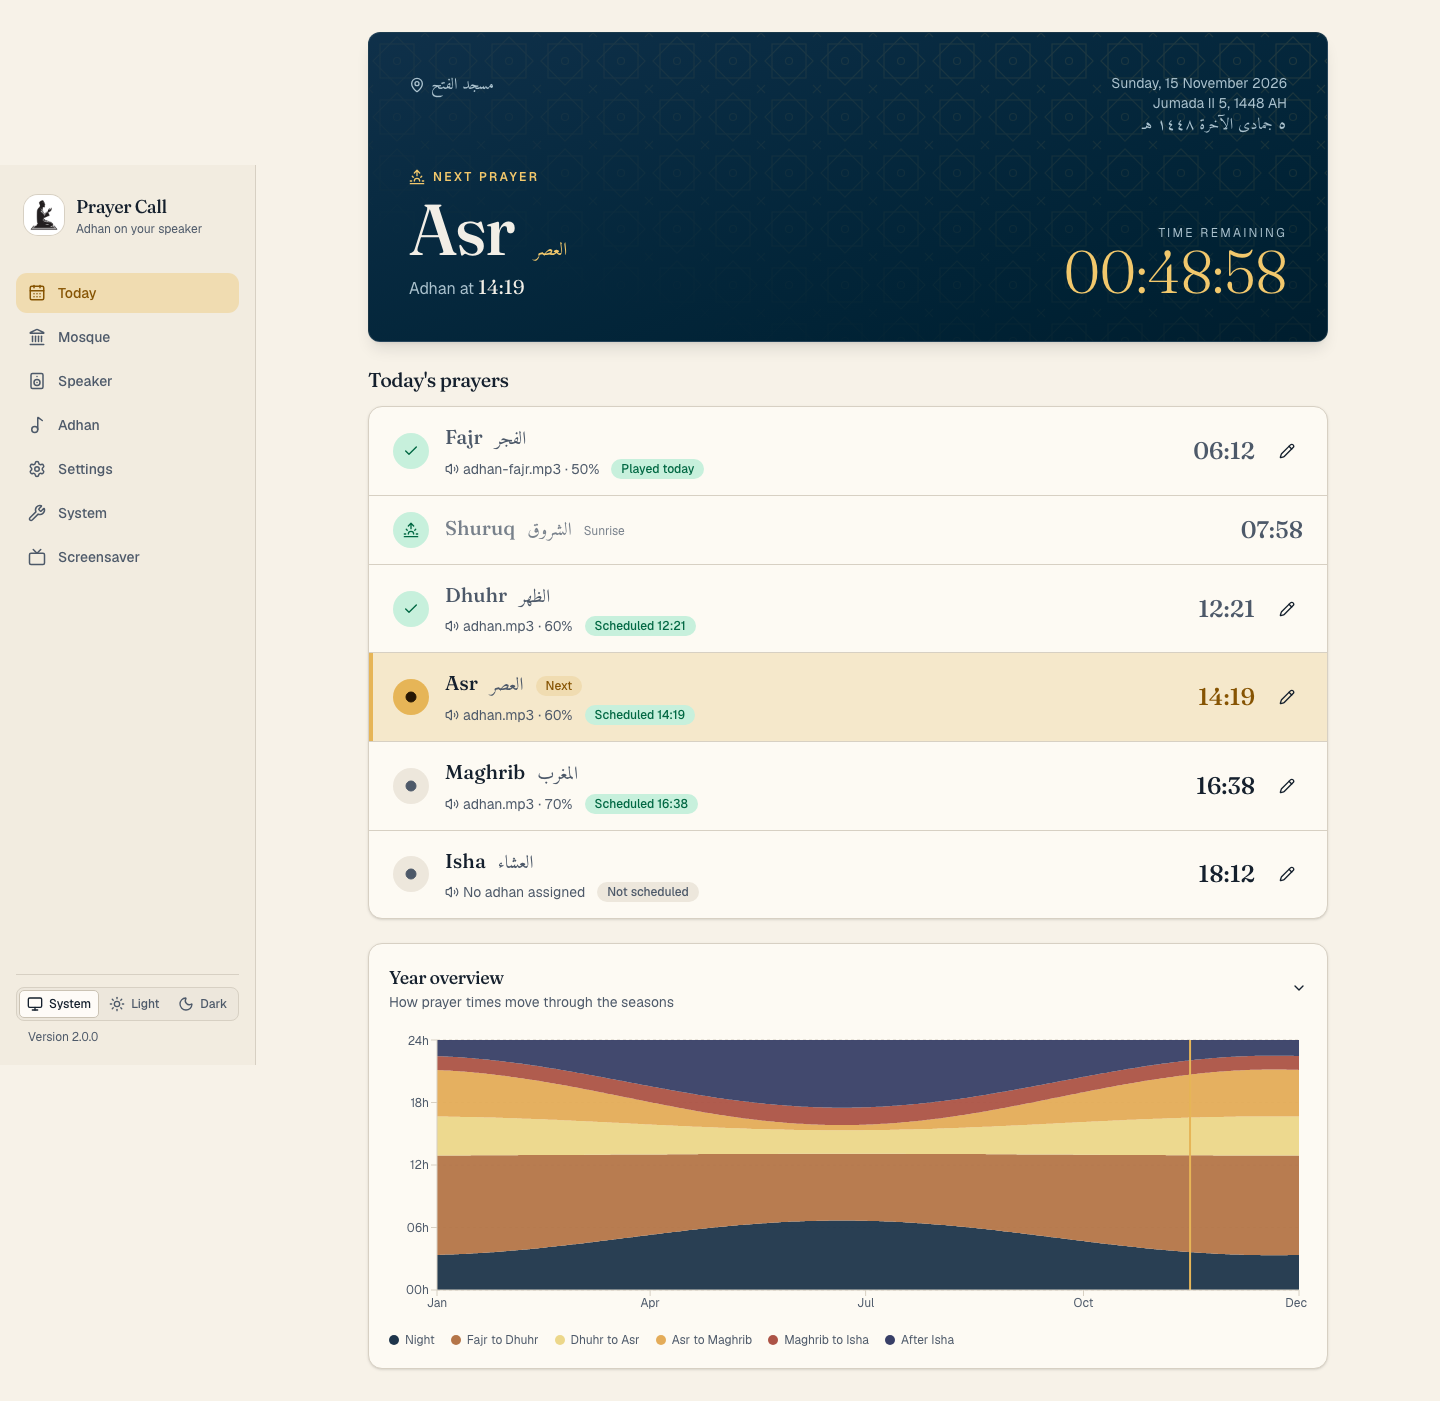 Prayer Call
Adhan on your speaker
Today
Mosque
Speaker
Adhan
Settings
System
Screensaver
System Light Dark
Version 2.0.0
مسجد الفتح
Sunday, 15 November 2026
Jumada II 5, 1448 AH
٥ جمادى الآخرة ١٤٤٨ هـ
NEXT PRAYER
Asr العصر
Adhan at 14:19
TIME REMAINING
00:48:58
Today's prayers
Fajr الفجر
adhan-fajr.mp3 · 50% Played today
06:12
Shuruq الشروق Sunrise
07:58
Dhuhr الظهر
adhan.mp3 · 60% Scheduled 12:21
12:21
Asr العصر Next
adhan.mp3 · 60% Scheduled 14:19
14:19
Maghrib المغرب
adhan.mp3 · 70% Scheduled 16:38
16:38
Isha العشاء
No adhan assigned Not scheduled
18:12
Year overview
How prayer times move through the seasons
24h
18h
12h
06h
00h
Jan Apr Jul Oct Dec
Night Fajr to Dhuhr Dhuhr to Asr Asr to Maghrib Maghrib to Isha After Isha